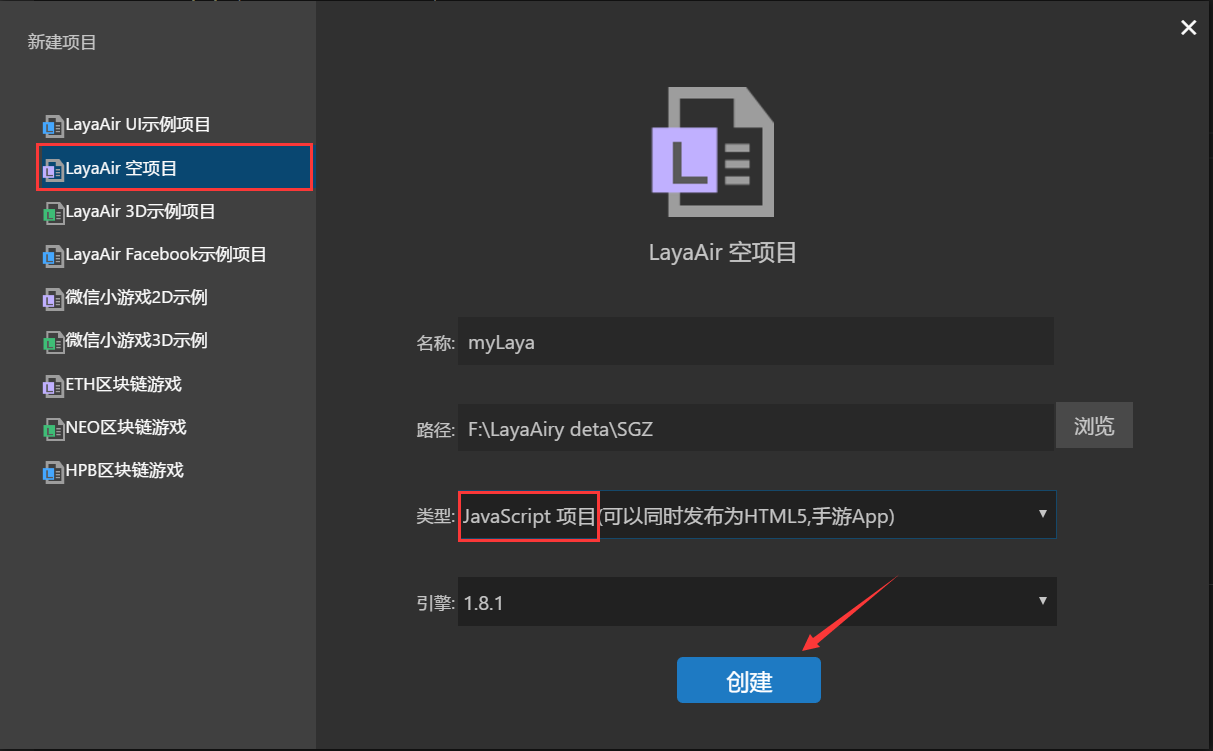 新建项目
LayaAir UI示例项目
LayaAir 空项目
LayaAir 3D示例项目
LayaAir Facebook示例项目
微信小游戏2D示例
微信小游戏3D示例
ETH区块链游戏
NEO区块链游戏
HPB区块链游戏
LayaAir 空项目
名称: myLaya
路径: F:\LayaAiry deta\SGZ 浏览
类型: JavaScript 项目(可以同时发布为HTML5,手游App)
引擎: 1.8.1
创建